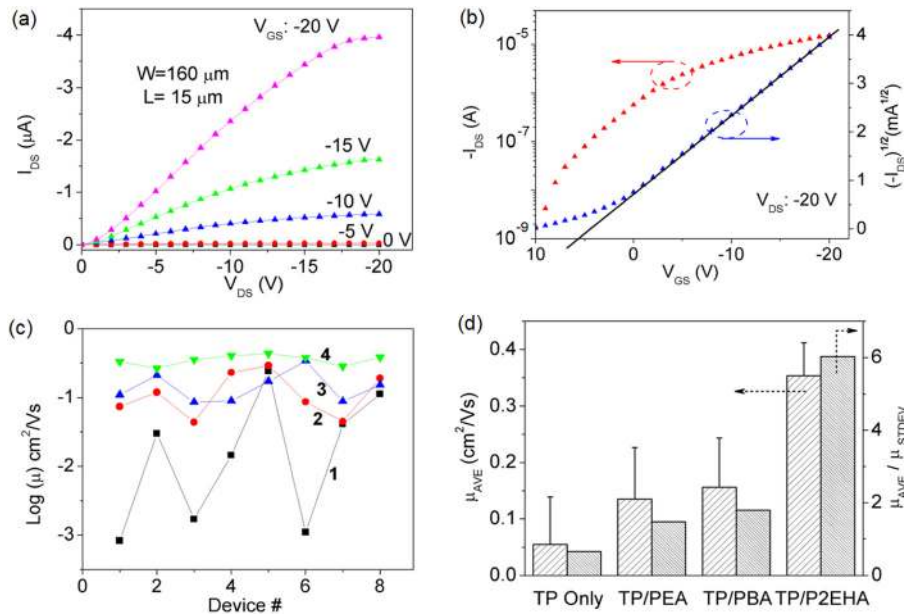 (a)
V_GS: -20 V
W=160 μm
L= 15 μm
-15 V
-10 V
-5 V
0 V
I_DS (μA)
-4
-3
-2
-1
0
0 -5 -10 -15 -20
V_DS (V)
(b)
-I_DS (A)
10^-5
10^-7
10^-9
(-I_DS)^1/2(mA^1/2)
4
3
2
1
0
V_DS: -20 V
10 0 -10 -20
V_GS (V)
(c)
Log (μ) cm²/Vs
0
-1
-2
-3
4
3
2
1
0 2 4 6 8
Device #
(d)
μ_AVE (cm²/Vs)
0.4
0.3
0.2
0.1
0.0
μ_AVE / μ_STDEV
6
4
2
0
TP Only TP/PEA TP/PBA TP/P2EHA